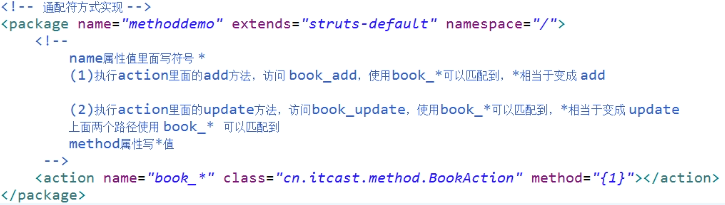 <!-- 通配符方式实现 -->
<package name="methoddemo" extends="struts-default" namespace="/">
<!--
name属性值里面写符号 *
(1)执行action里面的add方法，访问 book_add，使用book_*可以匹配到，*相当于变成 add
(2)执行action里面的update方法，访问book_update，使用book_*可以匹配到，*相当于变成 update
上面两个路径使用 book_* 可以匹配到
method属性写*值
-->
<action name="book_*" class="cn.itcast.method.BookAction" method="{1}"></action>
</package>